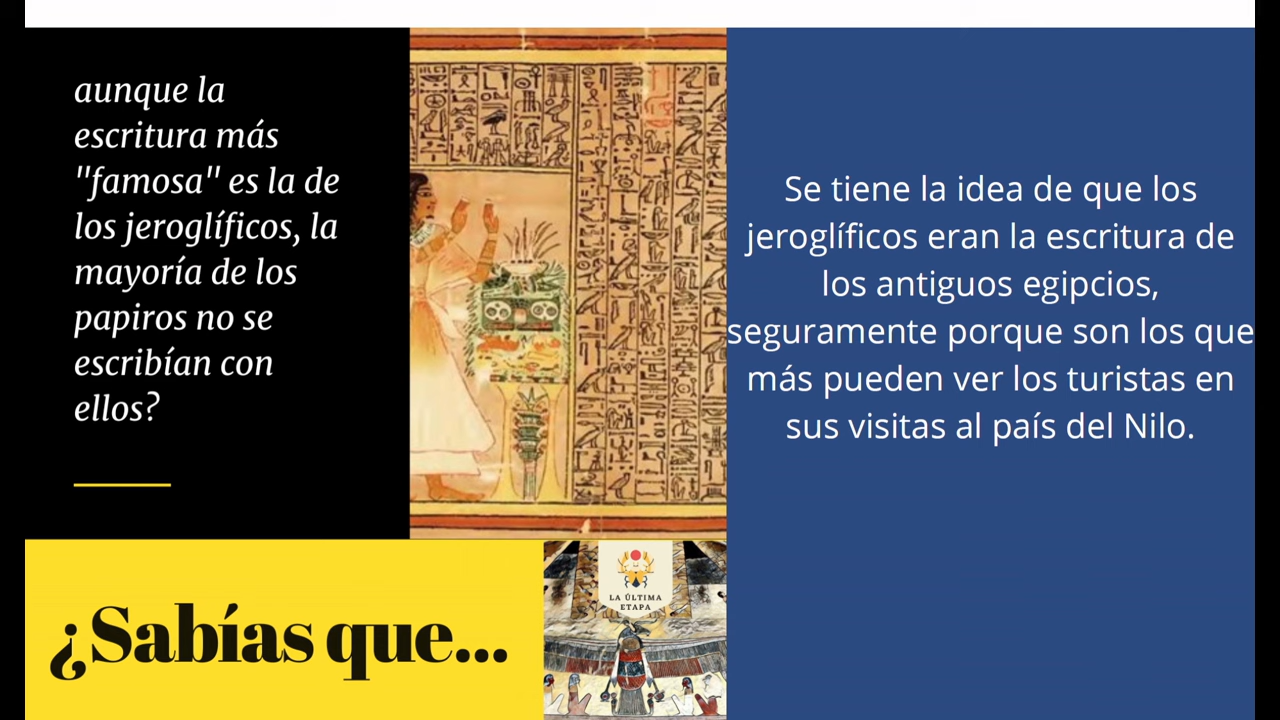 aunque la
escritura más
"famosa" es la de
los jeroglíficos, la
mayoría de los
papiros no se
escribían con
ellos?
¿Sabías que...
LA ÚLTIMA
ETAPA
Se tiene la idea de que los
jeroglíficos eran la escritura de
los antiguos egipcios,
seguramente porque son los que
más pueden ver los turistas en
sus visitas al país del Nilo.